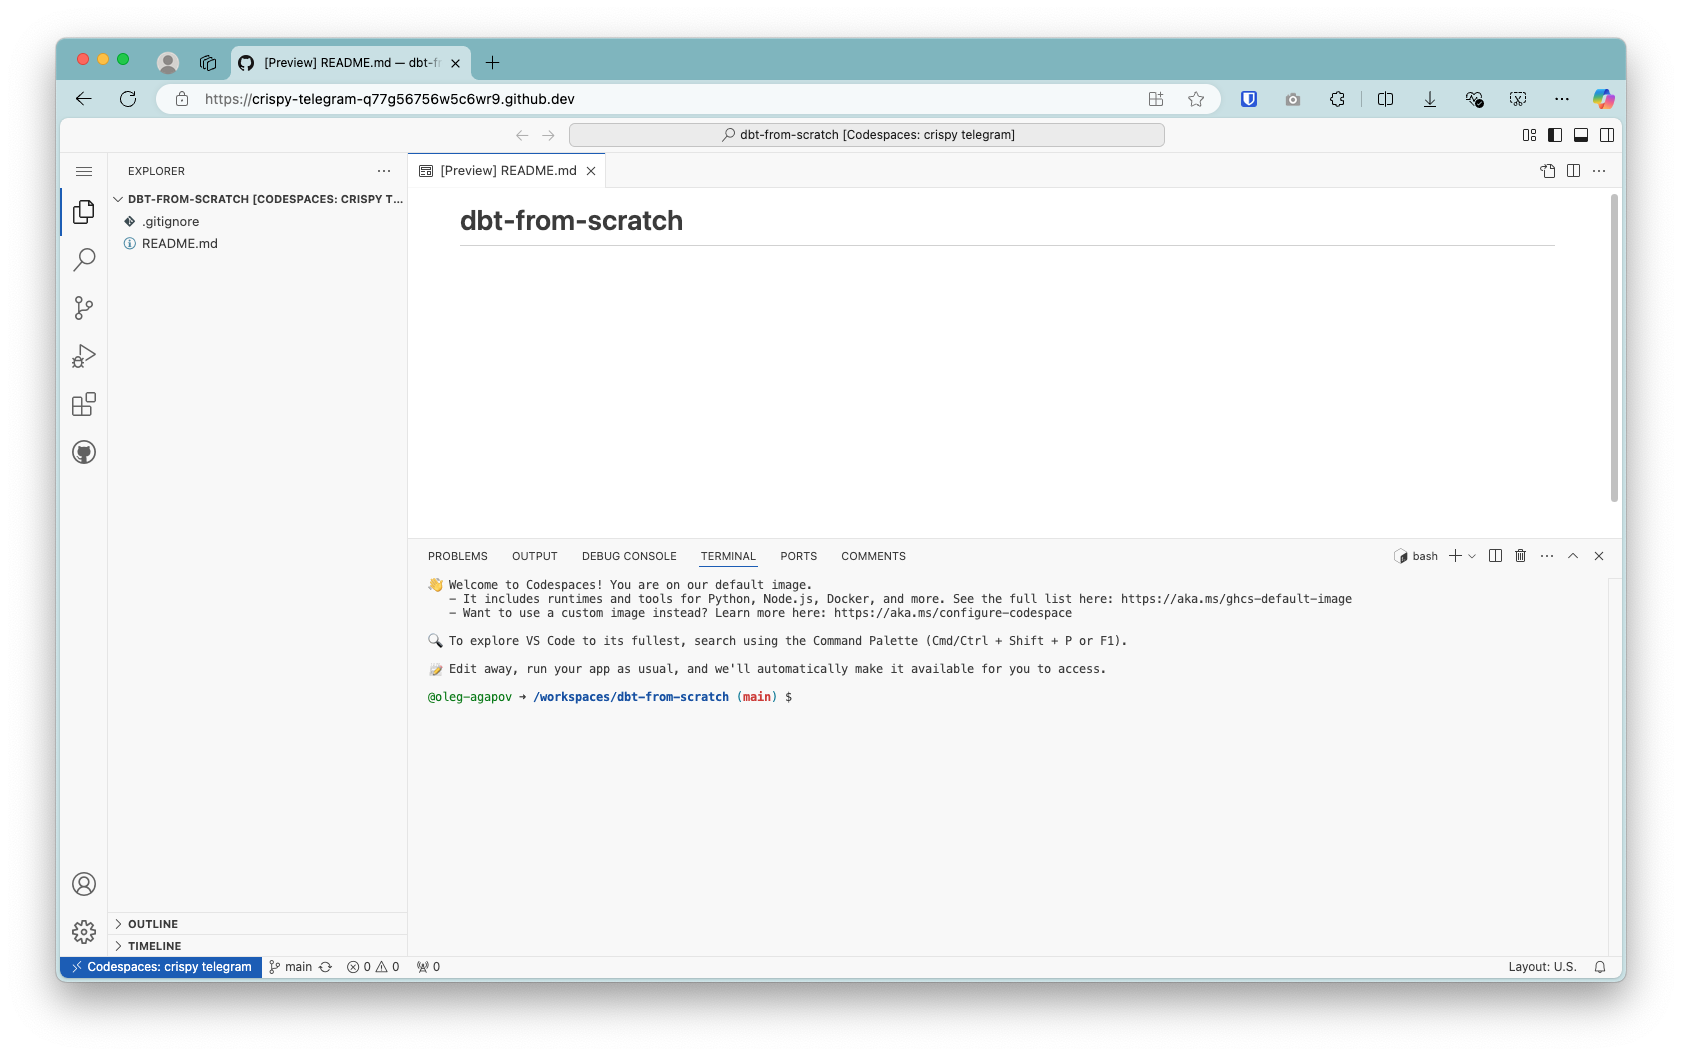 [Preview] README.md — dbt-fr
https://crispy-telegram-q77g56756w5c6wr9.github.dev
dbt-from-scratch [Codespaces: crispy telegram]
EXPLORER
[Preview] README.md
DBT-FROM-SCRATCH [CODESPACES: CRISPY T...
.gitignore
README.md
dbt-from-scratch
PROBLEMS OUTPUT DEBUG CONSOLE TERMINAL PORTS COMMENTS
bash
👋 Welcome to Codespaces! You are on our default image.
- It includes runtimes and tools for Python, Node.js, Docker, and more. See the full list here: https://aka.ms/ghcs-default-image
- Want to use a custom image instead? Learn more here: https://aka.ms/configure-codespace
🔍 To explore VS Code to its fullest, search using the Command Palette (Cmd/Ctrl + Shift + P or F1).
📝 Edit away, run your app as usual, and we'll automatically make it available for you to access.
@oleg-agapov ➜ /workspaces/dbt-from-scratch (main) $
OUTLINE
TIMELINE
Codespaces: crispy telegram main 0 0 0
Layout: U.S.